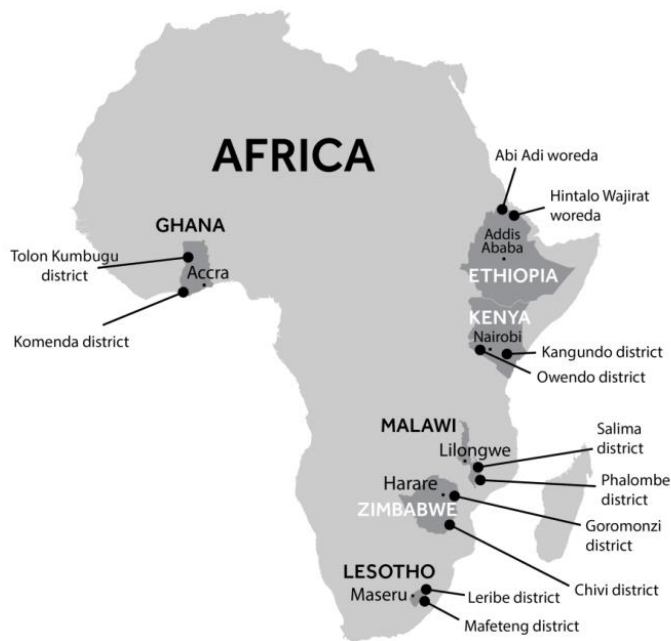 AFRICA
Abi Adi woreda
Hintalo Wajirat
woreda
GHANA
Addis
Ababa
Tolon Kumbugu
district
Accra
ETHIOPIA
KENYA
Nairobi
Komenda district
Kangundo district
Owendo district
MALAWI
Salima
district
Lilongwe
Phalombe
district
Harare
ZIMBABWE
Goromonzi
district
Chivi district
LESOTHO
Maseru
Leribe district
Mafeteng district